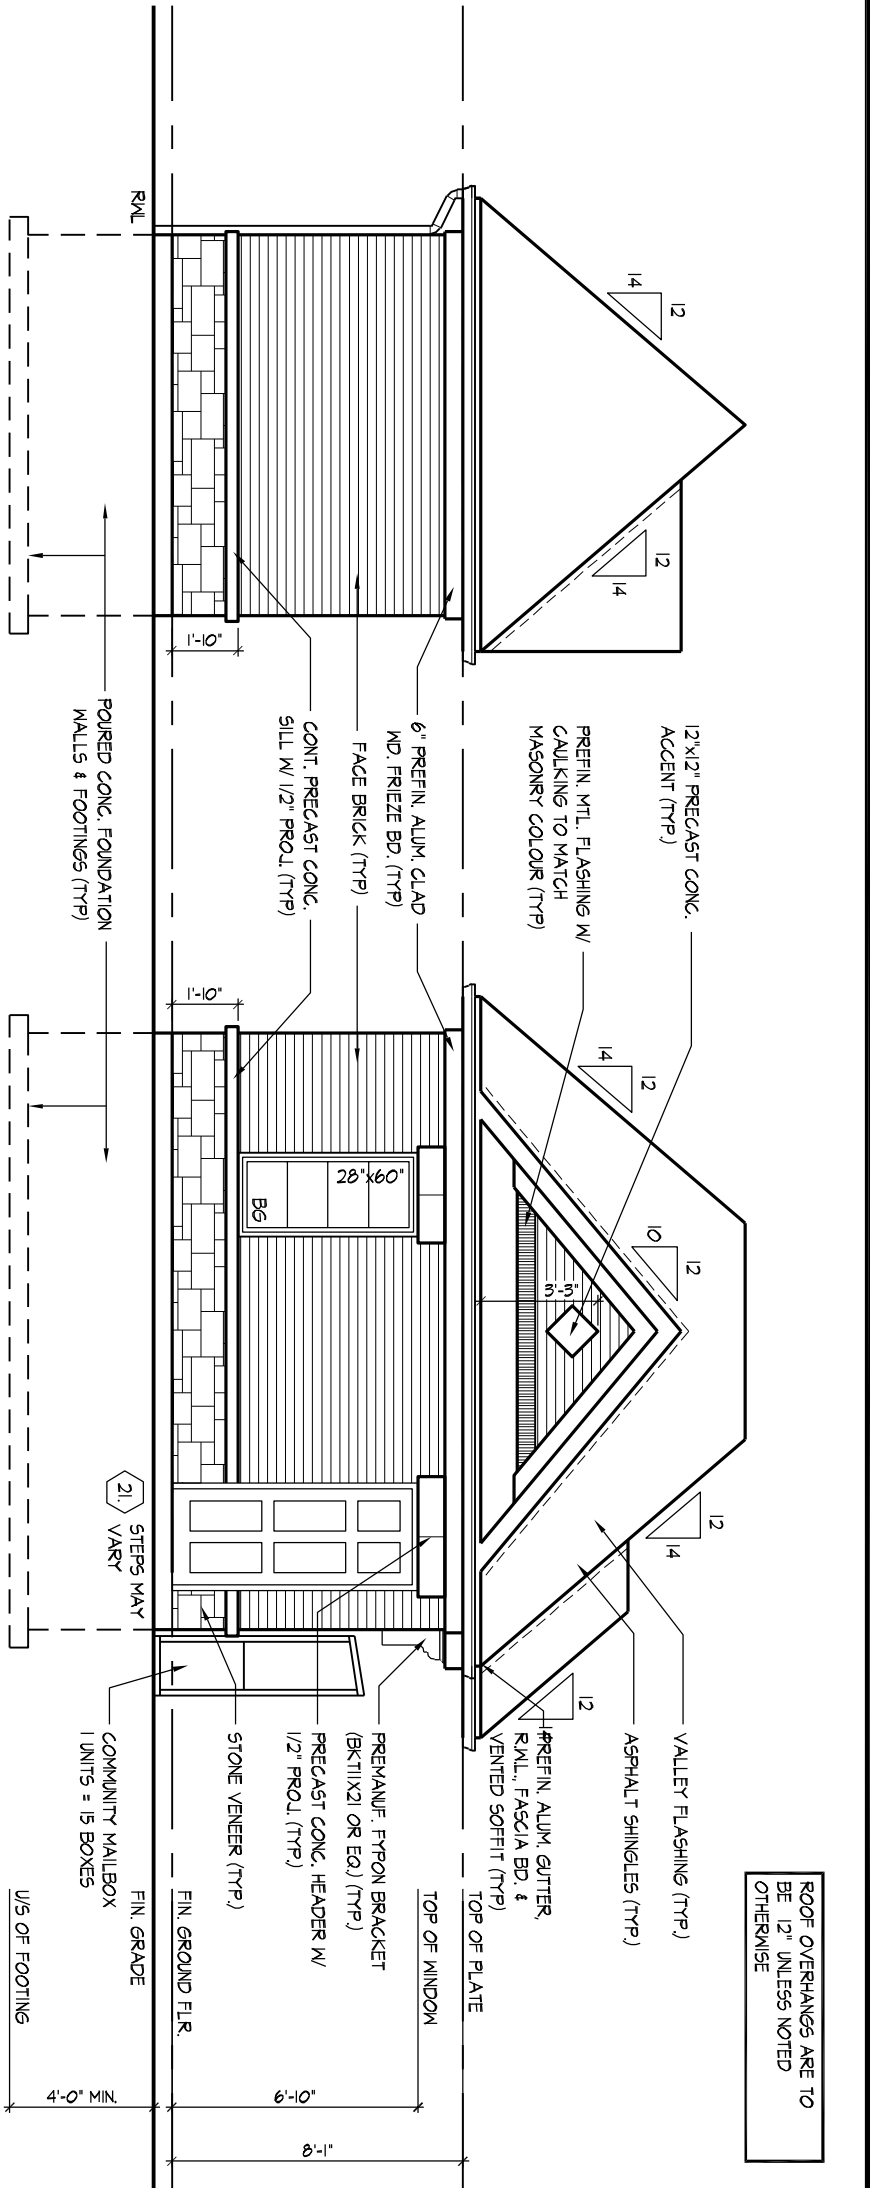 ROOF OVERHANGS ARE TO
BE 12" UNLESS NOTED
OTHERWISE
12
14
12
14
12"x12" PRECAST CONC.
ACCENT (TYP.)
PREFIN. MTL. FLASHING W/
CAULKING TO MATCH
MASONRY COLOUR (TYP)
6" PREFIN. ALUM. CLAD
WD. FRIEZE BD. (TYP)
FACE BRICK (TYP)
CONT. PRECAST CONC.
SILL W/ 1/2" PROJ. (TYP)
POURED CONC. FOUNDATION
WALLS & FOOTINGS (TYP)
RWL
1'-10"
1'-10"
12
14
12
10
3'-3"
12
14
12
14
28"x60"
BG
21.
STEPS MAY
VARY
VALLEY FLASHING (TYP.)
ASPHALT SHINGLES (TYP.)
PREFIN. ALUM. GUTTER,
R.W.L., FASCIA BD. &
VENTED SOFFIT (TYP)
PREMANUF. FYPON BRACKET
(BKT11X21 OR EQ.) (TYP.)
PRECAST CONC. HEADER W/
1/2" PROJ. (TYP.)
STONE VENEER (TYP.)
COMMUNITY MAILBOX
1 UNITS = 15 BOXES
TOP OF PLATE
TOP OF WINDOW
FIN. GROUND FLR.
FIN. GRADE
U/S OF FOOTING
4'-0" MIN.
6'-10"
8'-1"